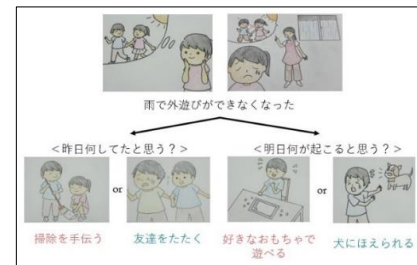 雨で外遊びができなくなった
<昨日何してたと思う?>
<明日何が起こると思う?>
or
or
掃除を手伝う
友達をたたく
好きなおもちゃで
遊べる
犬にほえられる